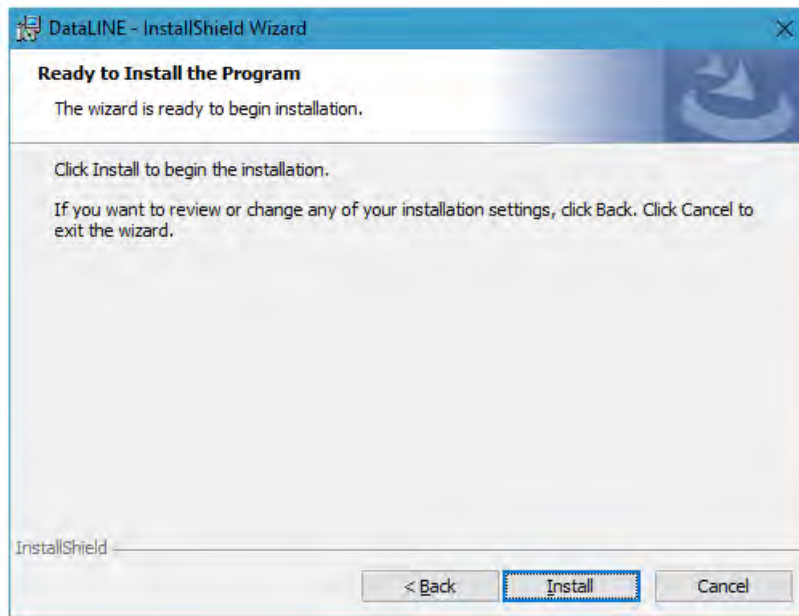 DataLINE - InstallShield Wizard
Ready to Install the Program
The wizard is ready to begin installation.
Click Install to begin the installation.
If you want to review or change any of your installation settings, click Back. Click Cancel to
exit the wizard.
InstallShield
< Back
Install
Cancel